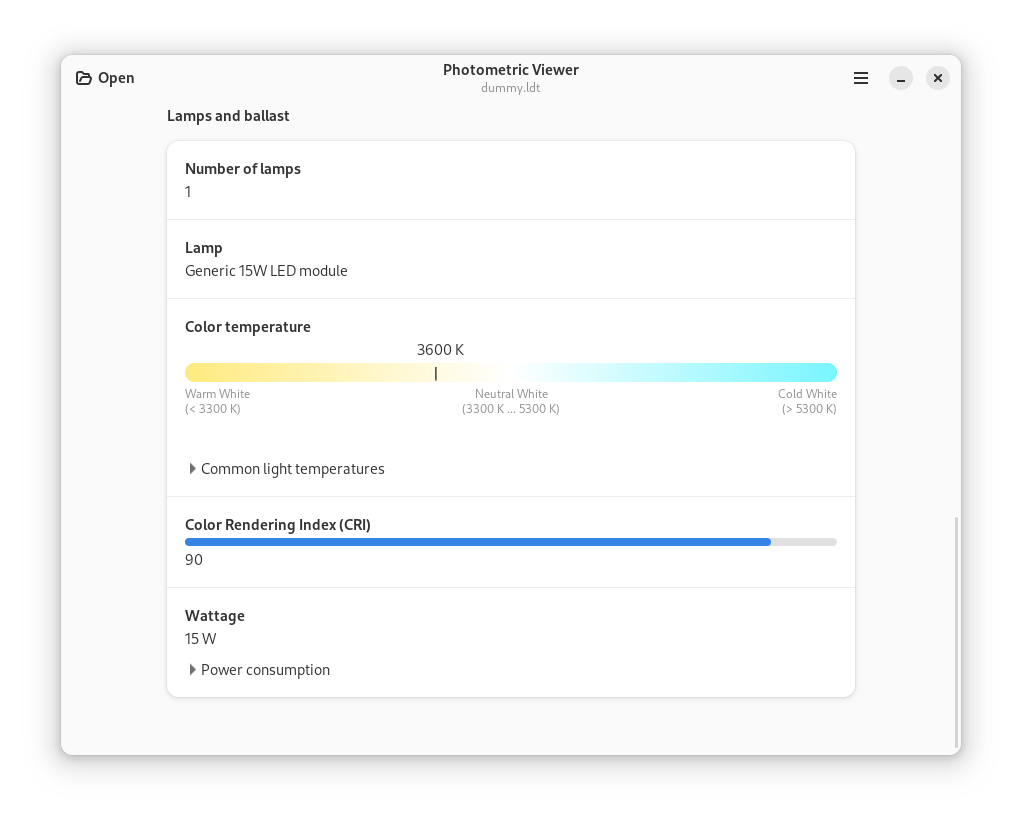 Open
Photometric Viewer
dummy.ldt
Lamps and ballast
Number of lamps
1
Lamp
Generic 15W LED module
Color temperature
3600 K
Warm White
(< 3300 K)
Neutral White
(3300 K ... 5300 K)
Cold White
(> 5300 K)
Common light temperatures
Color Rendering Index (CRI)
90
Wattage
15 W
Power consumption